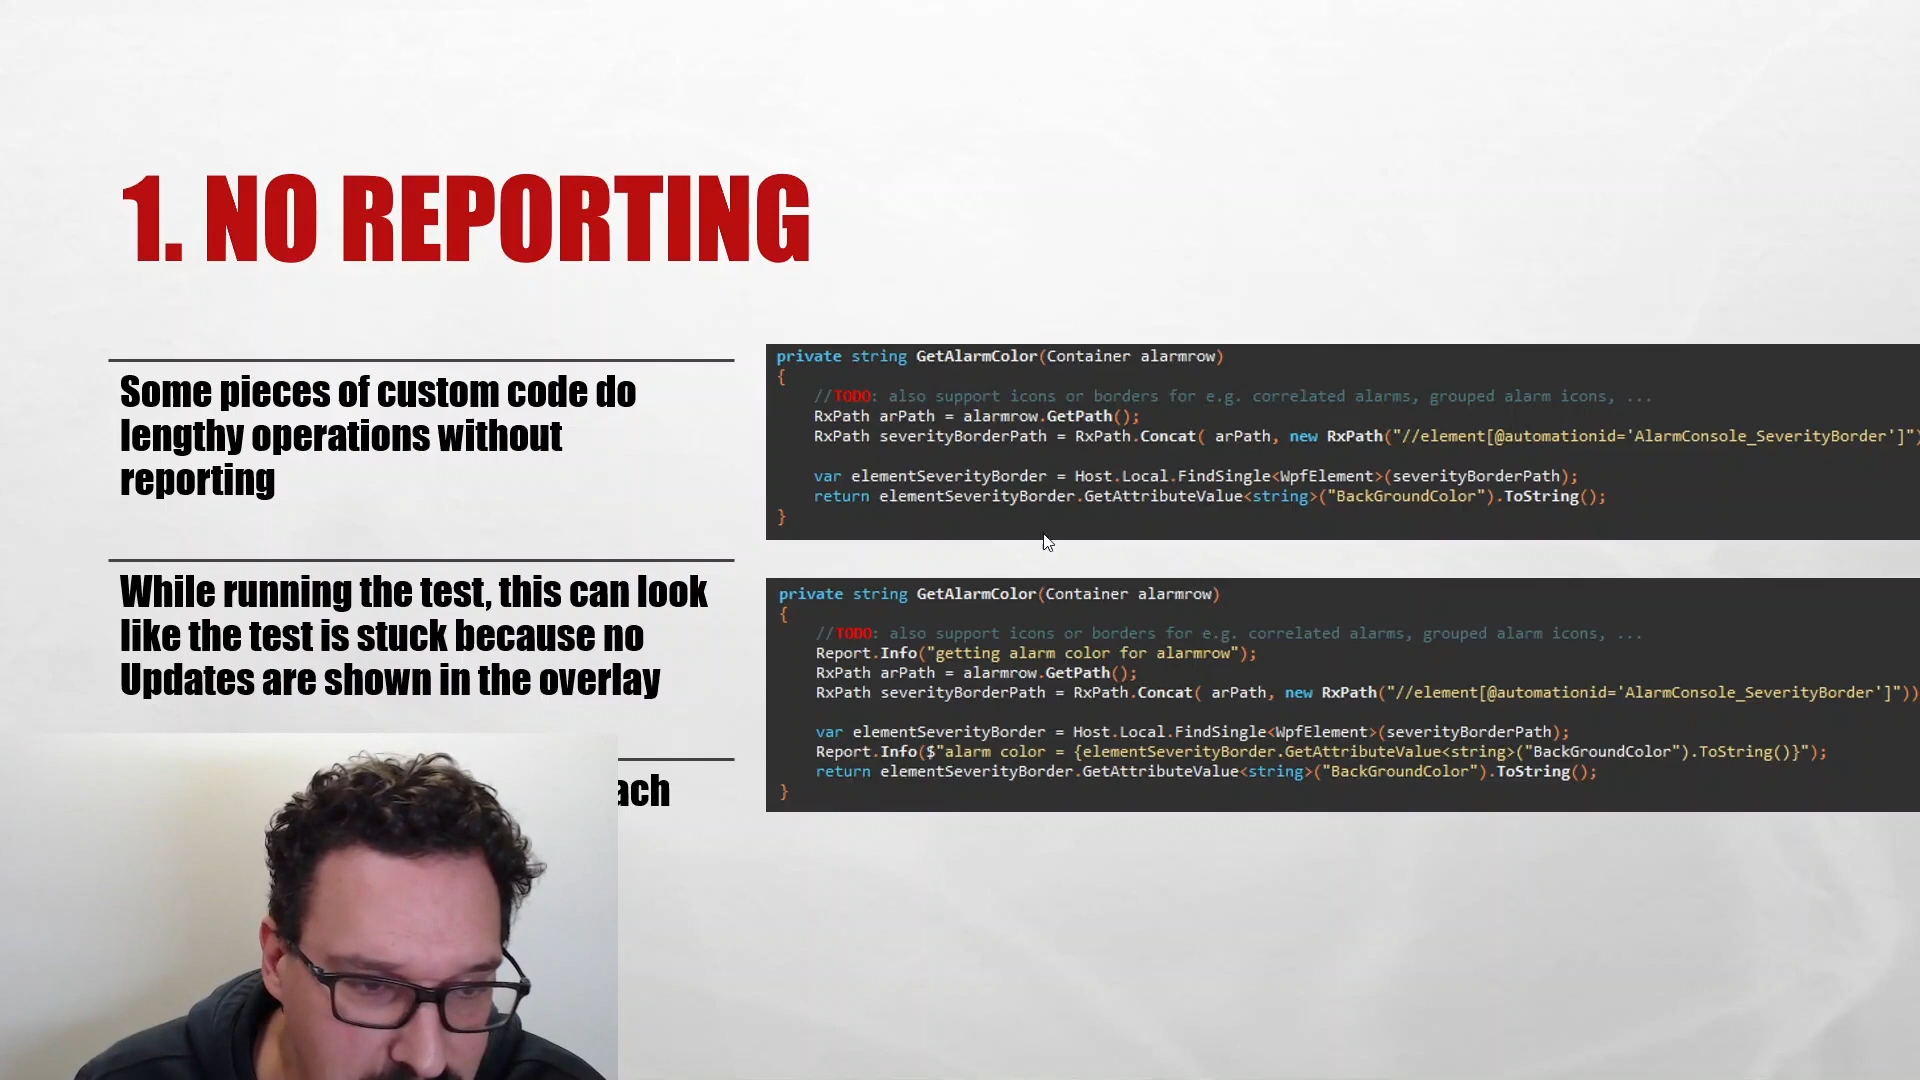 1. NO REPORTING
Some pieces of custom code do
lengthy operations without
reporting
While running the test, this can look
like the test is stuck because no
Updates are shown in the overlay
private string GetAlarmColor(Container alarmrow)
{
//TODO: also support icons or borders for e.g. correlated alarms, grouped alarm icons, ...
RxPath arPath = alarmrow.GetPath();
RxPath severityBorderPath = RxPath.Concat( arPath, new RxPath("//element[@automationid='AlarmConsole_SeverityBorder']")
var elementSeverityBorder = Host.Local.FindSingle<WpfElement>(severityBorderPath);
return elementSeverityBorder.GetAttributeValue<string>("BackGroundColor").ToString();
}
private string GetAlarmColor(Container alarmrow)
{
//TODO: also support icons or borders for e.g. correlated alarms, grouped alarm icons, ...
Report.Info("getting alarm color for alarmrow");
RxPath arPath = alarmrow.GetPath();
RxPath severityBorderPath = RxPath.Concat( arPath, new RxPath("//element[@automationid='AlarmConsole_SeverityBorder']"))
var elementSeverityBorder = Host.Local.FindSingle<WpfElement>(severityBorderPath);
Report.Info($"alarm color = {elementSeverityBorder.GetAttributeValue<string>("BackGroundColor").ToString()}");
return elementSeverityBorder.GetAttributeValue<string>("BackGroundColor").ToString();
}